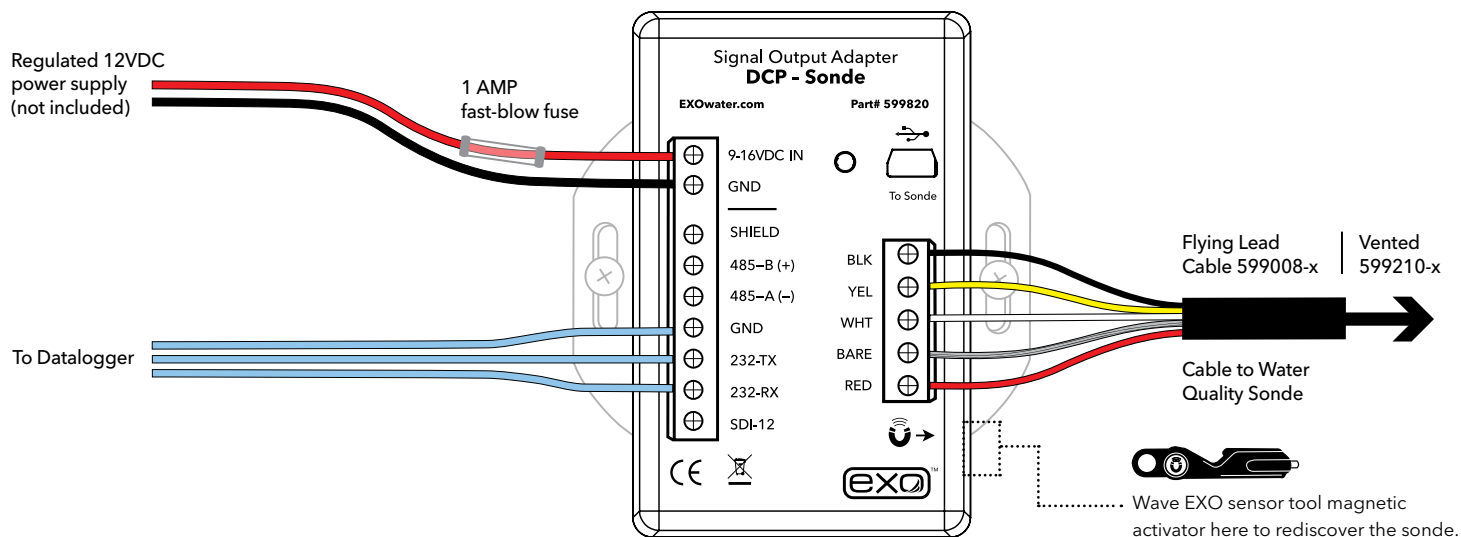 Regulated 12VDC
power supply
(not included)
1 AMP
fast-blow fuse
To Datalogger
Signal Output Adapter
DCP - Sonde
EXOwater.com
Part# 599820
9-16VDC IN
GND
SHIELD
485–B (+)
485–A (–)
GND
232-TX
232-RX
SDI-12
To Sonde
BLK
YEL
WHT
BARE
RED
CE
exo™
Flying Lead
Cable 599008-x
Vented
599210-x
Cable to Water
Quality Sonde
Wave EXO sensor tool magnetic
activator here to rediscover the sonde.